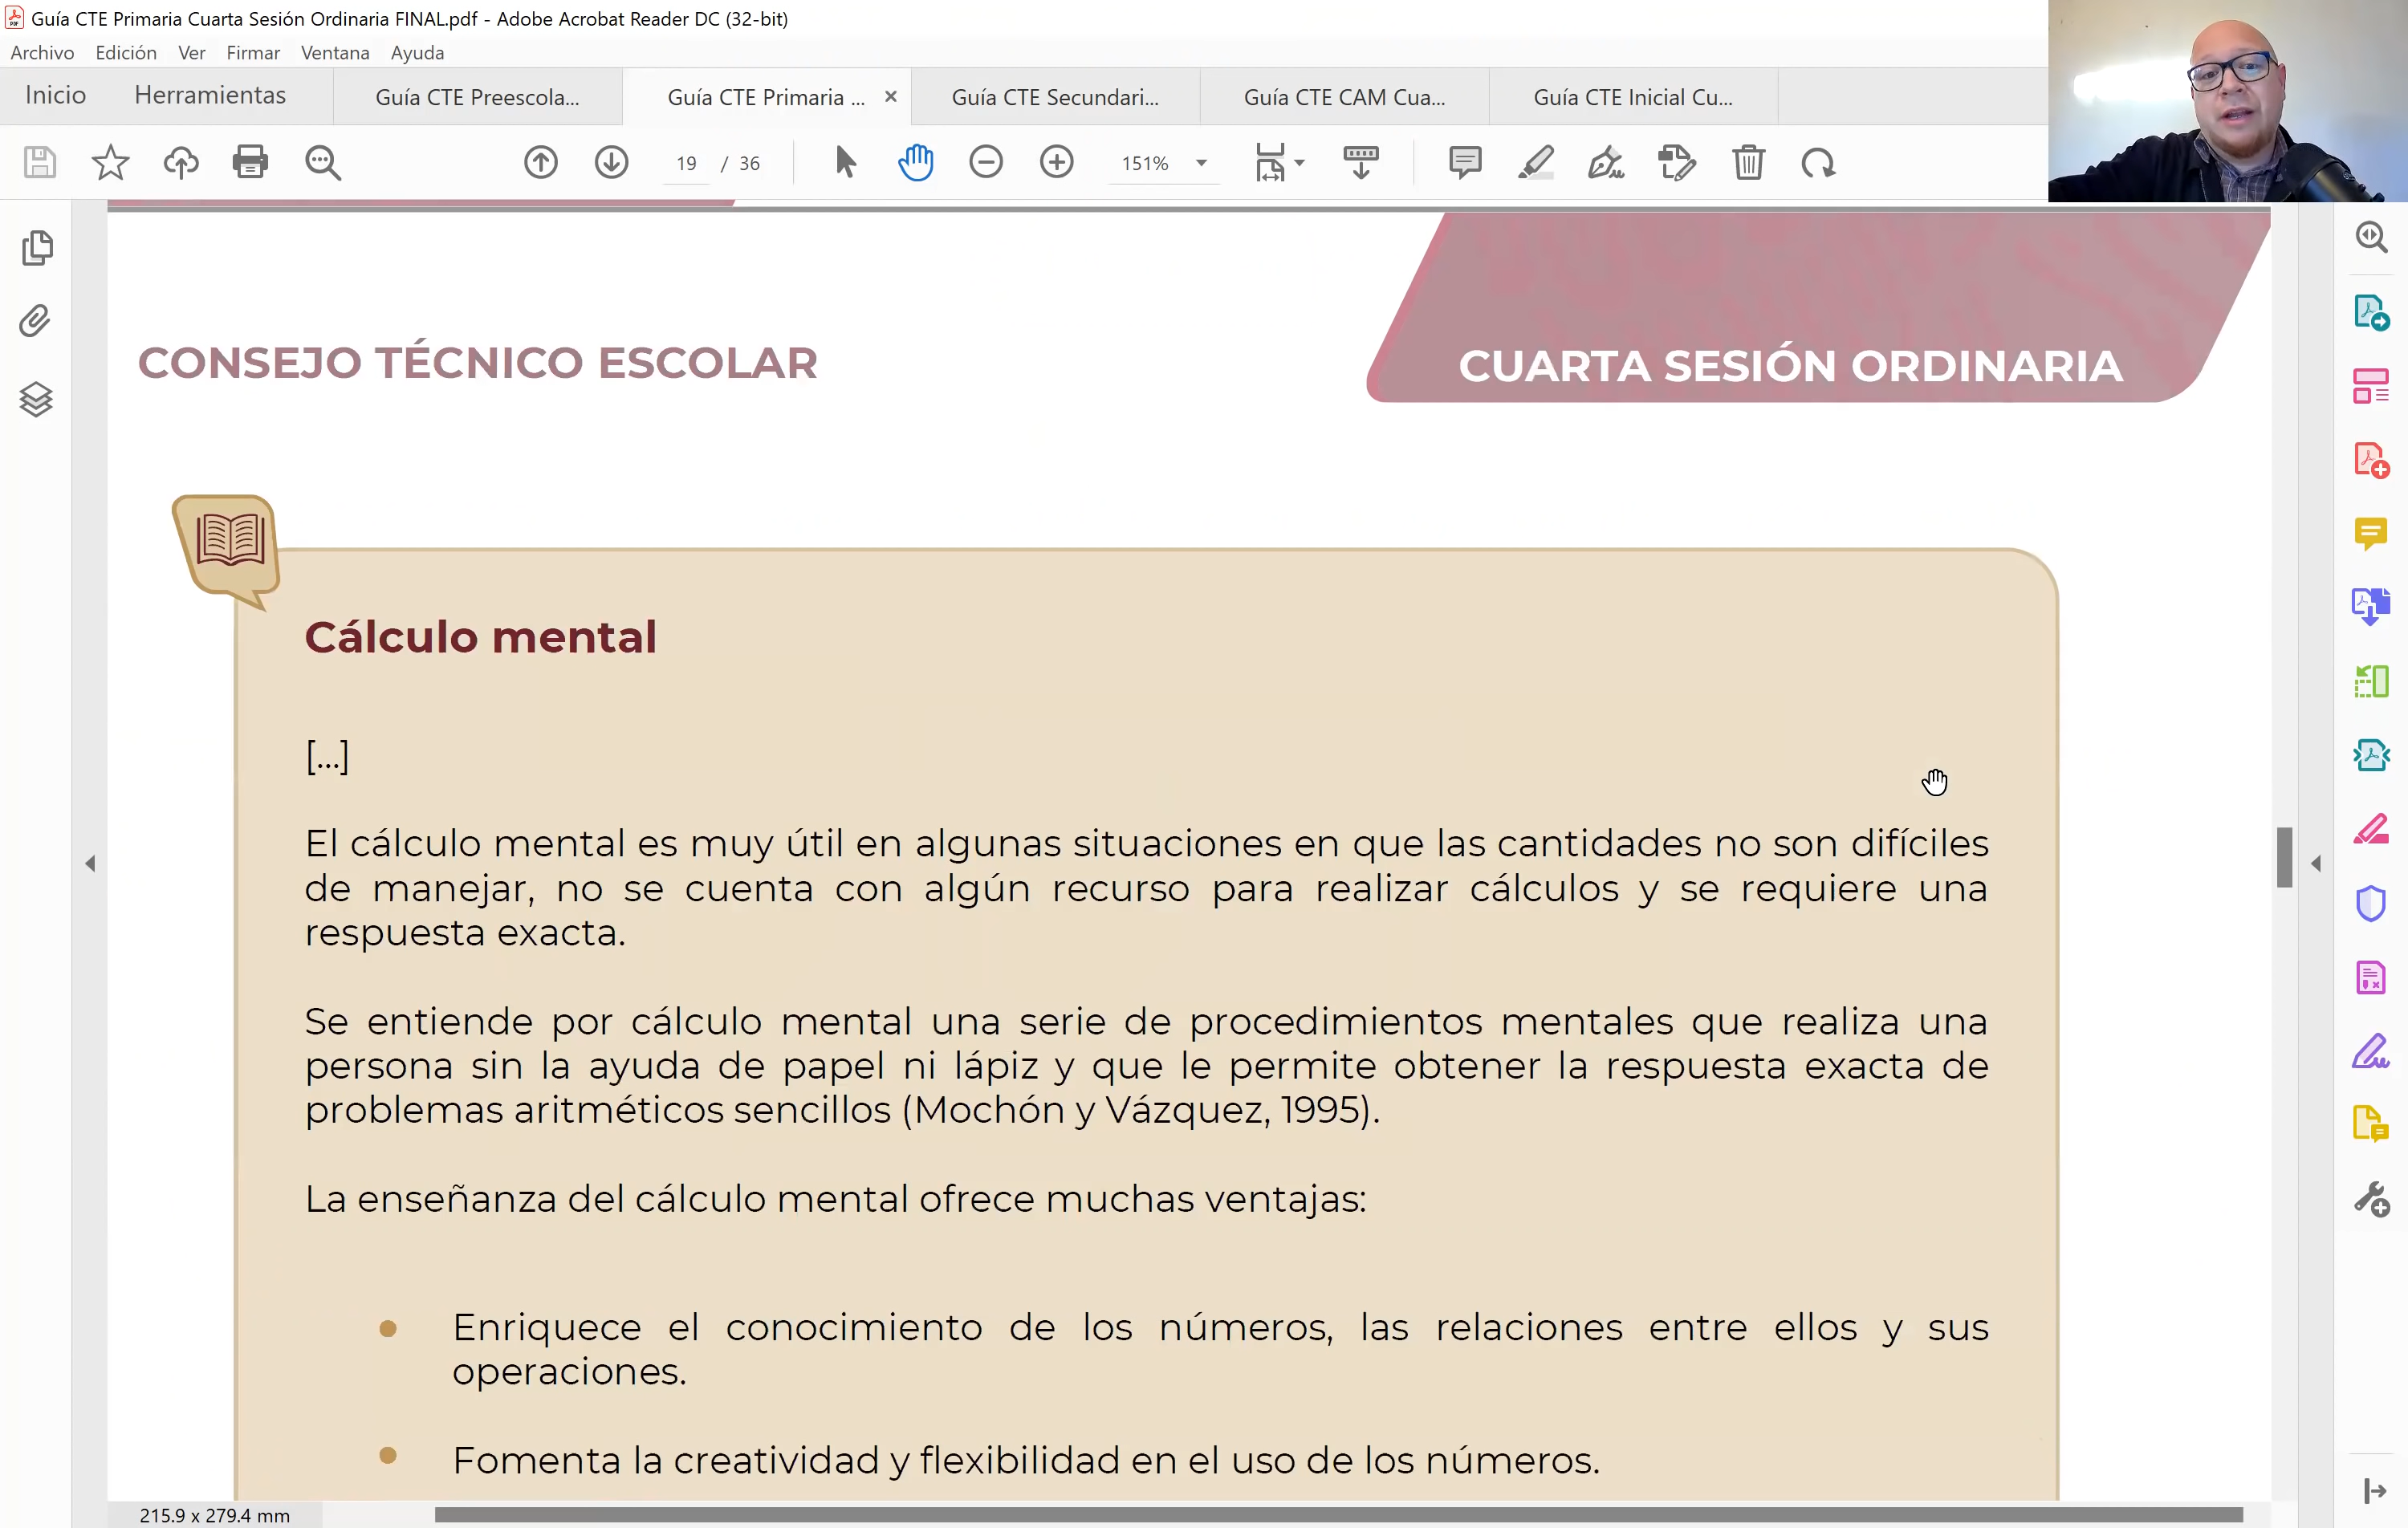 Guía CTE Primaria Cuarta Sesión Ordinaria FINAL.pdf - Adobe Acrobat Reader DC (32-bit)
Archivo Edición Ver Firmar Ventana Ayuda
Inicio Herramientas Guía CTE Preescola... Guía CTE Primaria ... × Guía CTE Secundari... Guía CTE CAM Cua... Guía CTE Inicial Cu...
19 / 36 151%
CONSEJO TÉCNICO ESCOLAR
CUARTA SESIÓN ORDINARIA
Cálculo mental
[...]
El cálculo mental es muy útil en algunas situaciones en que las cantidades no son difíciles
de manejar, no se cuenta con algún recurso para realizar cálculos y se requiere una
respuesta exacta.
Se entiende por cálculo mental una serie de procedimientos mentales que realiza una
persona sin la ayuda de papel ni lápiz y que le permite obtener la respuesta exacta de
problemas aritméticos sencillos (Mochón y Vázquez, 1995).
La enseñanza del cálculo mental ofrece muchas ventajas:
• Enriquece el conocimiento de los números, las relaciones entre ellos y sus
operaciones.
• Fomenta la creatividad y flexibilidad en el uso de los números.
215.9 x 279.4 mm